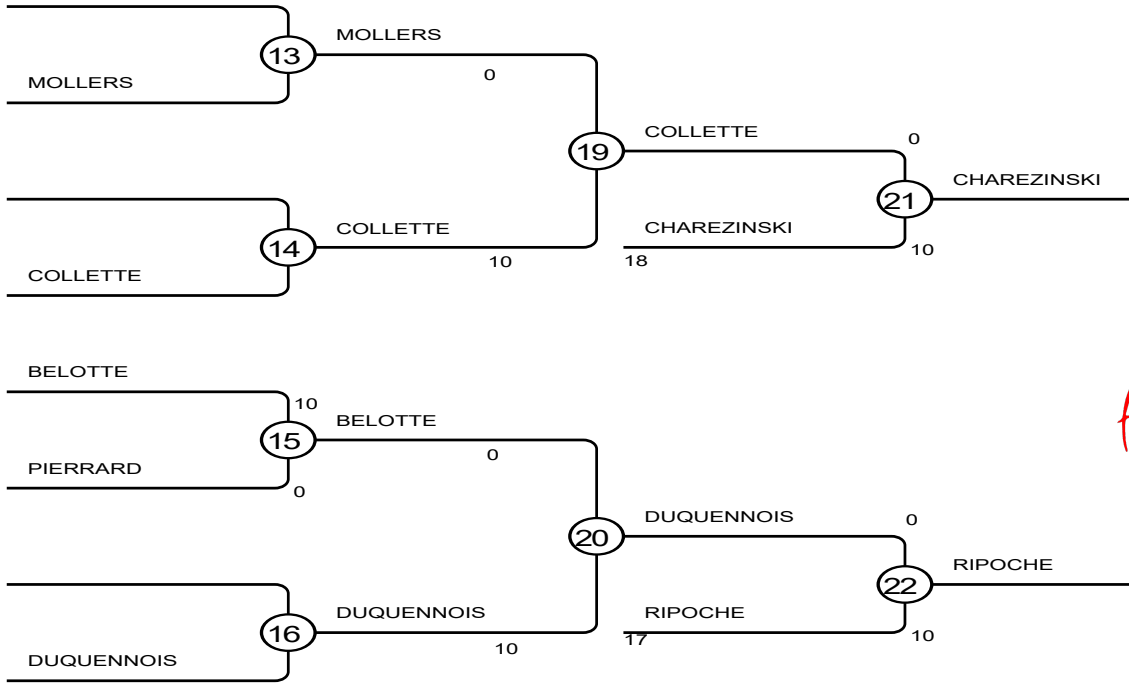 MOLLERS
13
MOLLERS
0
19
COLLETTE
0
COLLETTE
14
COLLETTE
10
CHAREZINSKI
18
21
10
CHAREZINSKI
BELOTTE
10
15
PIERRARD
0
BELOTTE
0
20
DUQUENNOIS
0
16
DUQUENNOIS
DUQUENNOIS
10
RIPOCHE
17
22
10
RIPOCHE